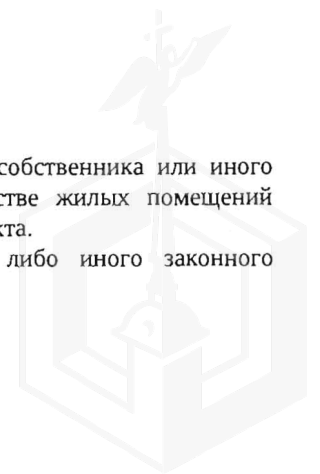 собственника или иного
стве жилых помещений
кта.
либо иного законного